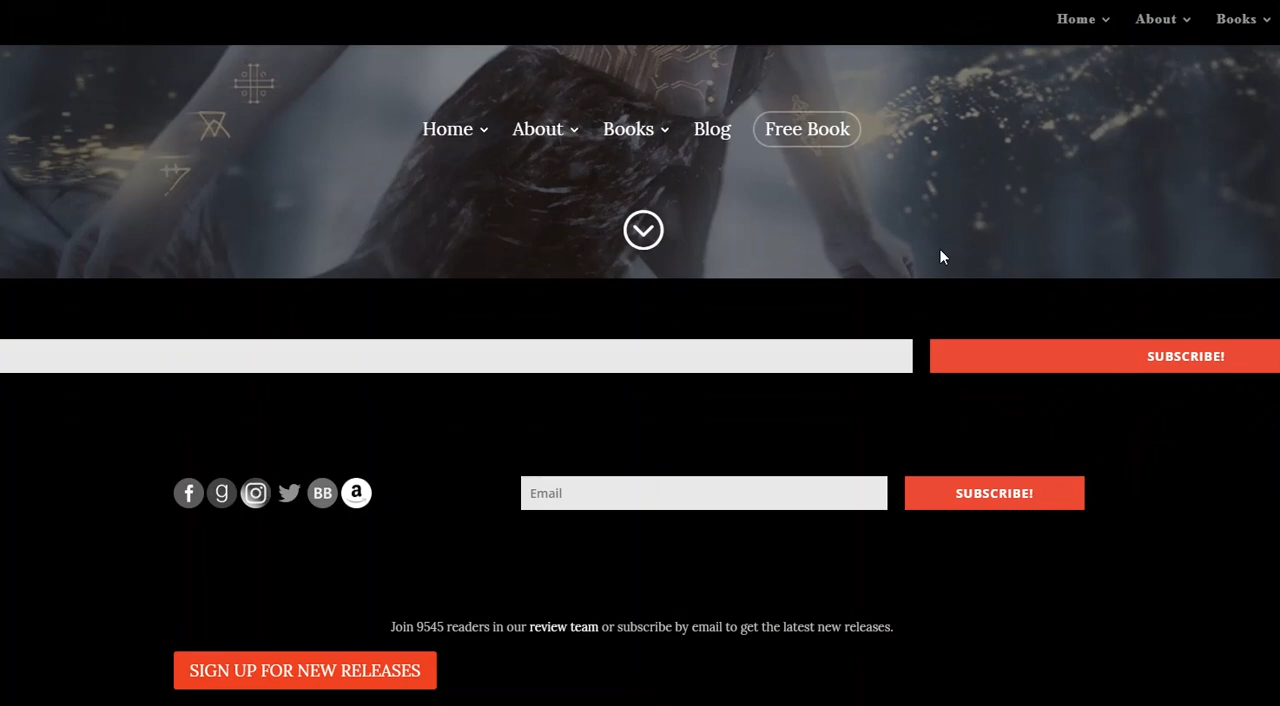 Home About Books
Home About Books Blog Free Book
SUBSCRIBE!
f g BB a
Email SUBSCRIBE!
Join 9545 readers in our review team or subscribe by email to get the latest new releases.
SIGN UP FOR NEW RELEASES